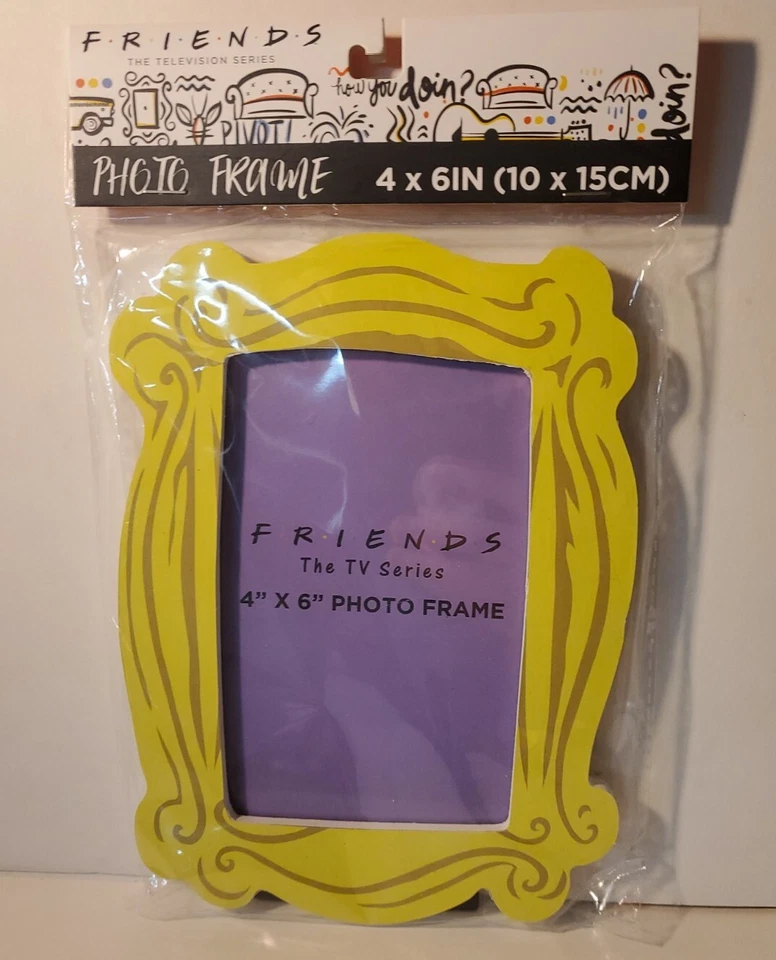 F·R·I·E·N·D·S
THE TELEVISION SERIES
how you doin?
doin?
PIVOT!
PHOTO FRAME 4 x 6IN (10 x 15CM)
F R·I·E N·D S
The TV Series
4” X 6” PHOTO FRAME